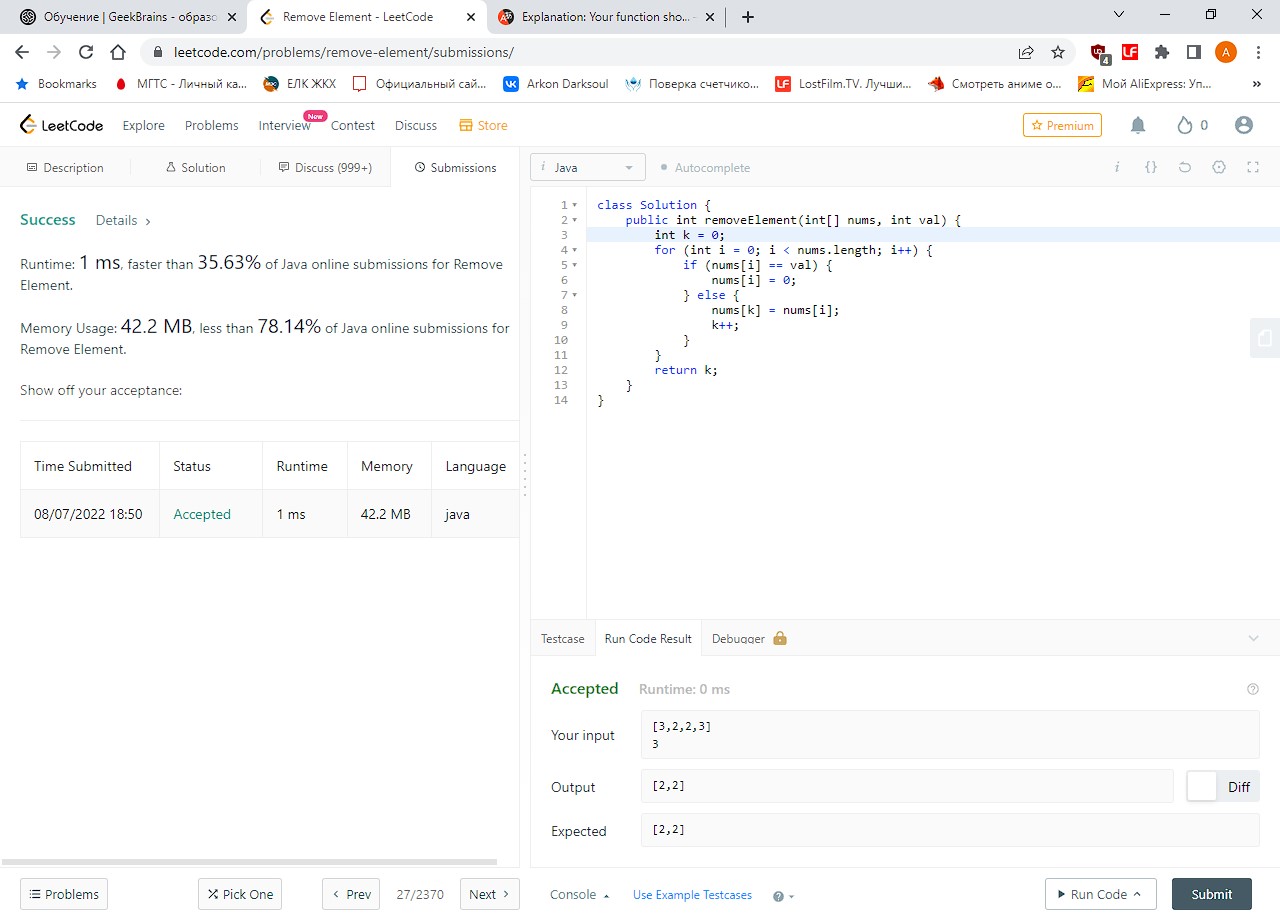 Обучение | GeekBrains - образо
Remove Element - LeetCode
Explanation: Your function sho...
leetcode.com/problems/remove-element/submissions/
4
A
Bookmarks
МГТС - Личный ка...
ЕЛК ЖКХ
Официальный сай...
Arkon Darksoul
Поверка счетчико...
LostFilm.TV. Лучши...
Смотреть аниме о...
Мой AliExpress: Уп...
»
LeetCode
Explore
Problems
Interview
New
Contest
Discuss
Store
Premium
0
Description
Solution
Discuss (999+)
Submissions
i Java
Autocomplete
Success
Details >
Runtime: 1 ms, faster than 35.63% of Java online submissions for Remove
Element.
Memory Usage: 42.2 MB, less than 78.14% of Java online submissions for
Remove Element.
Show off your acceptance:
Time Submitted Status Runtime Memory Language
08/07/2022 18:50 Accepted 1 ms 42.2 MB java
1 class Solution {
2 public int removeElement(int[] nums, int val) {
3 int k = 0;
4 for (int i = 0; i < nums.length; i++) {
5 if (nums[i] == val) {
6 nums[i] = 0;
7 } else {
8 nums[k] = nums[i];
9 k++;
10 }
11 }
12 return k;
13 }
14 }
Testcase
Run Code Result
Debugger
Accepted
Runtime: 0 ms
Your input
[3,2,2,3]
3
Output
[2,2]
Diff
Expected
[2,2]
Problems
Pick One
Prev
27/2370
Next
Console
Use Example Testcases
Run Code
Submit